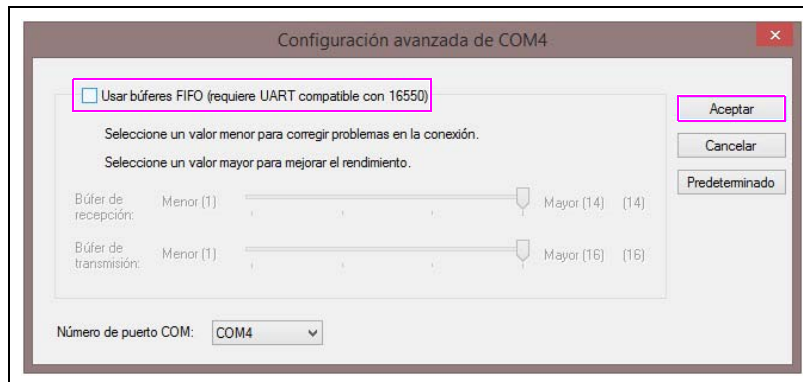 Configuración avanzada de COM4
Usar búferes FIFO (requiere UART compatible con 16550)
Aceptar
Seleccione un valor menor para corregir problemas en la conexión.
Cancelar
Seleccione un valor mayor para mejorar el rendimiento.
Predeterminado
Búfer de recepción: Menor (1) Mayor (14) (14)
Búfer de transmisión: Menor (1) Mayor (16) (16)
Número de puerto COM: COM4